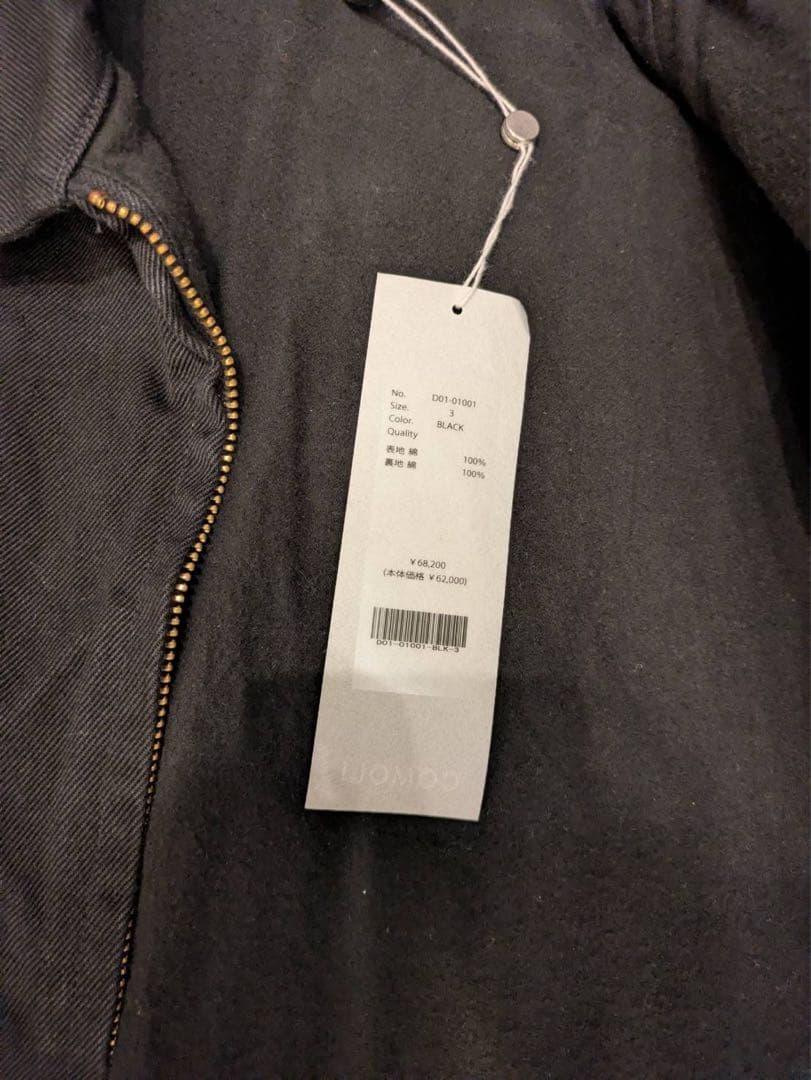 No. D01-01001
Size. 3
Color. BLACK
Quality
表地 綿 100%
裏地 綿 100%
¥68,200
(本体価格 ¥62,000)
D01-01001-BLK-3
COMOLI